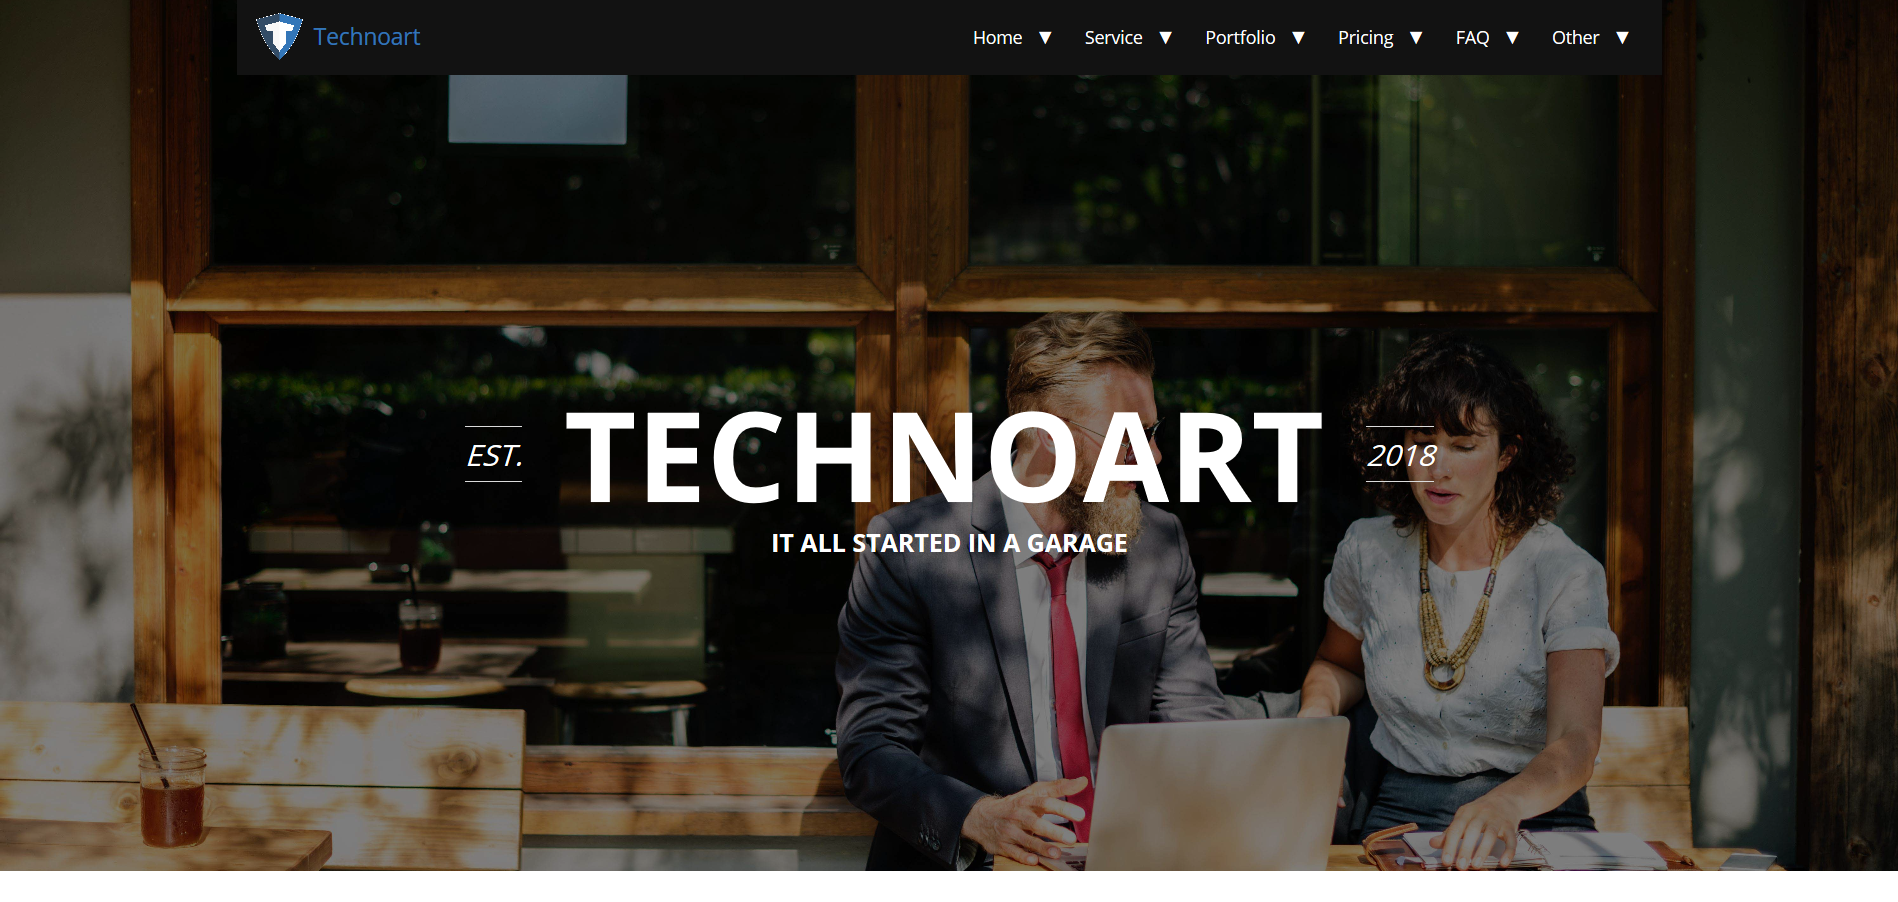 Technoart
Home ▼ Service ▼ Portfolio ▼ Pricing ▼ FAQ ▼ Other ▼
EST. TECHNOART 2018
IT ALL STARTED IN A GARAGE